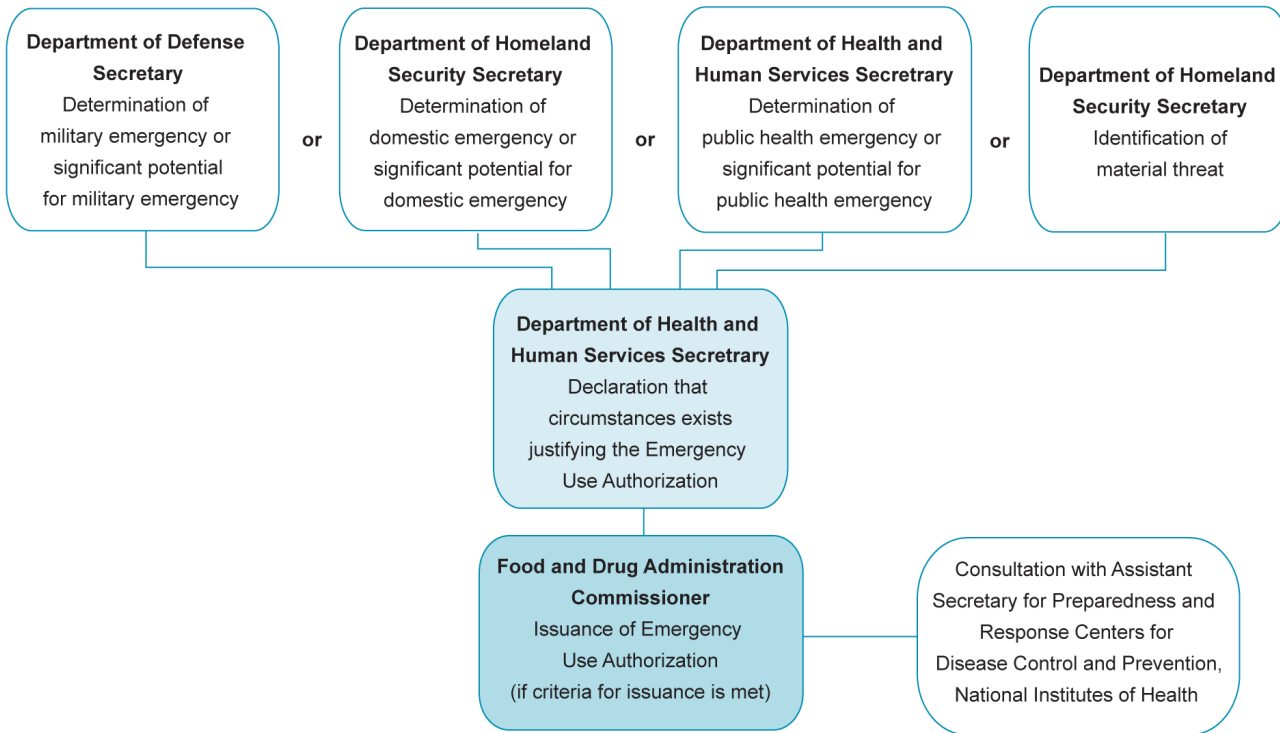 Department of Defense
Secretary
Determination of
military emergency or
significant potential
for military emergency
or
Department of Homeland
Security Secretary
Determination of
domestic emergency or
significant potential for
domestic emergency
or
Department of Health and
Human Services Secretrary
Determination of
public health emergency or
significant potential for
public health emergency
or
Department of Homeland
Security Secretary
Identification of
material threat
Department of Health and
Human Services Secretrary
Declaration that
circumstances exists
justifying the Emergency
Use Authorization
Food and Drug Administration
Commissioner
Issuance of Emergency
Use Authorization
(if criteria for issuance is met)
Consultation with Assistant
Secretary for Preparedness and
Response Centers for
Disease Control and Prevention,
National Institutes of Health